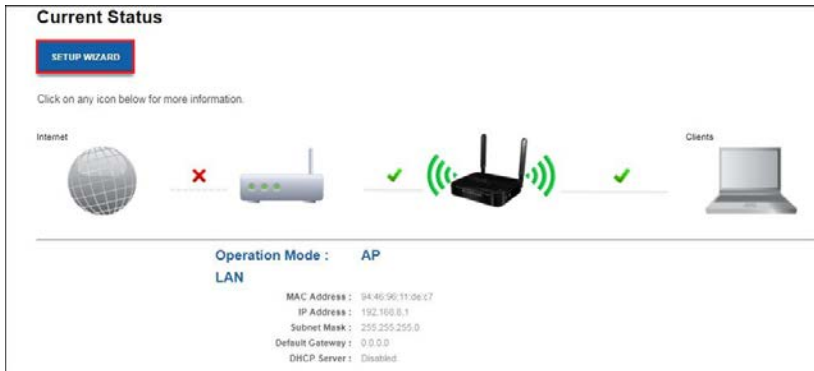 Current Status
SETUP WIZARD
Click on any icon below for more information.
Internet
Clients
Operation Mode : AP
LAN
MAC Address : 94:46:96:11:de:c7
IP Address : 192.168.8.1
Subnet Mask : 255.255.255.0
Default Gateway : 0.0.0.0
DHCP Server : Disabled